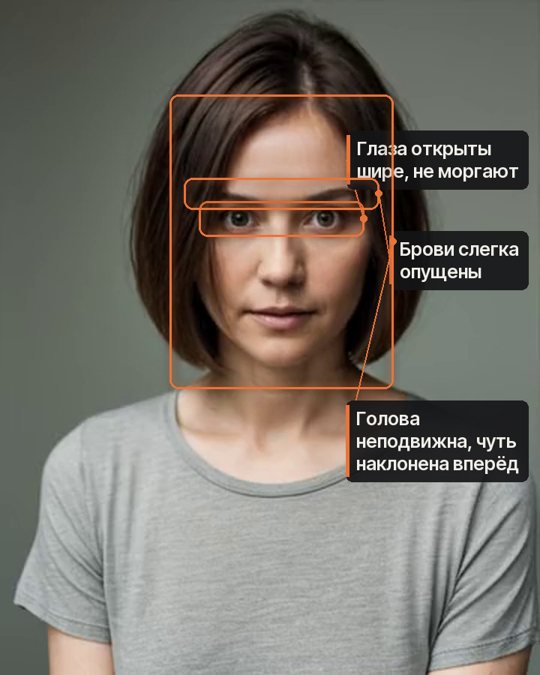 Глаза открыты
шире, не моргают
Брови слегка
опущены
Голова
неподвижна, чуть
наклонена вперёд